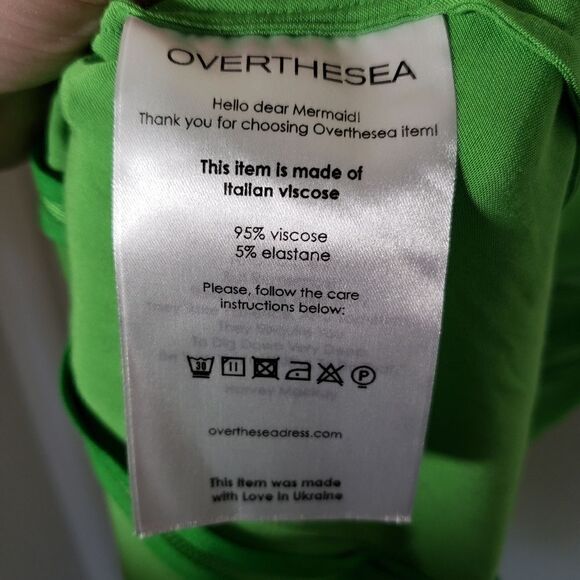 OVERTHESEA
Hello dear Mermaid!
Thank you for choosing Overthesea item!
This item is made of
Italian viscose
95% viscose
5% elastane
Please, follow the care
instructions below:
30
P
overtheseadress.com
This item was made
with Love in Ukraine